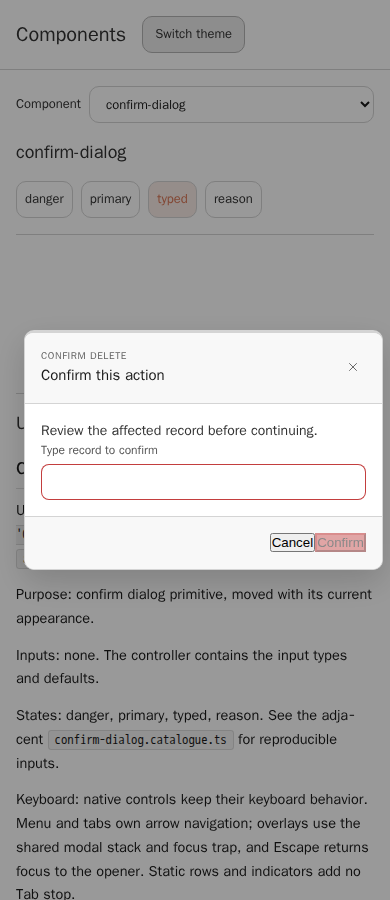 Components
Switch theme
Component
confirm-dialog
confirm-dialog
danger
primary
typed
reason
CONFIRM DELETE
Confirm this action
×
Review the affected record before continuing.
Type record to confirm
Cancel
Confirm
Purpose: confirm dialog primitive, moved with its current
appearance.
Inputs: none. The controller contains the input types
and defaults.
States: danger, primary, typed, reason. See the adja-
cent confirm-dialog.catalogue.ts for reproducible
inputs.
Keyboard: native controls keep their keyboard behavior.
Menu and tabs own arrow navigation; overlays use the
shared modal stack and focus trap, and Escape returns
focus to the opener. Static rows and indicators add no
Tab stop.